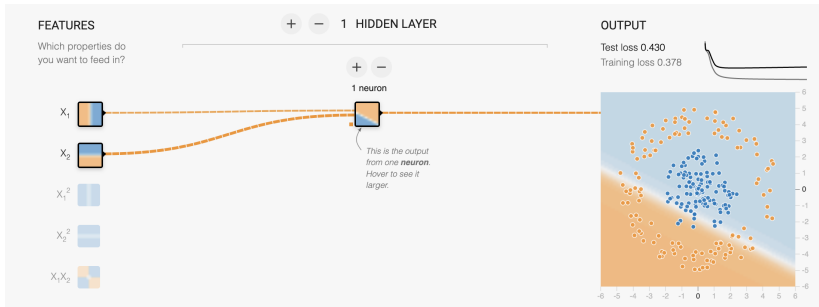 FEATURES
Which properties do
you want to feed in?
X₁
X₂
X₁²
X₂²
X₁X₂
+ − 1 HIDDEN LAYER
+ −
1 neuron
This is the output
from one neuron.
Hover to see it
larger.
OUTPUT
Test loss 0.430
Training loss 0.378
6
5
4
3
2
1
0
-1
-2
-3
-4
-5
-6
-6 -5 -4 -3 -2 -1 0 1 2 3 4 5 6